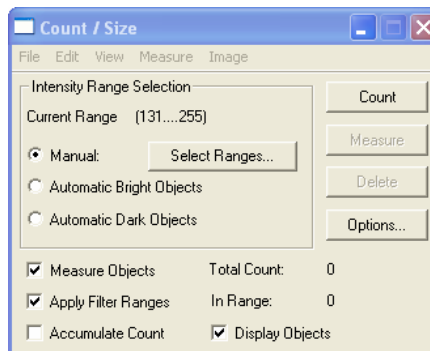 Count / Size
File Edit View Measure Image
Intensity Range Selection
Current Range (131....255)
Manual: Select Ranges...
Automatic Bright Objects
Automatic Dark Objects
Count
Measure
Delete
Options...
Measure Objects Total Count: 0
Apply Filter Ranges In Range: 0
Accumulate Count Display Objects